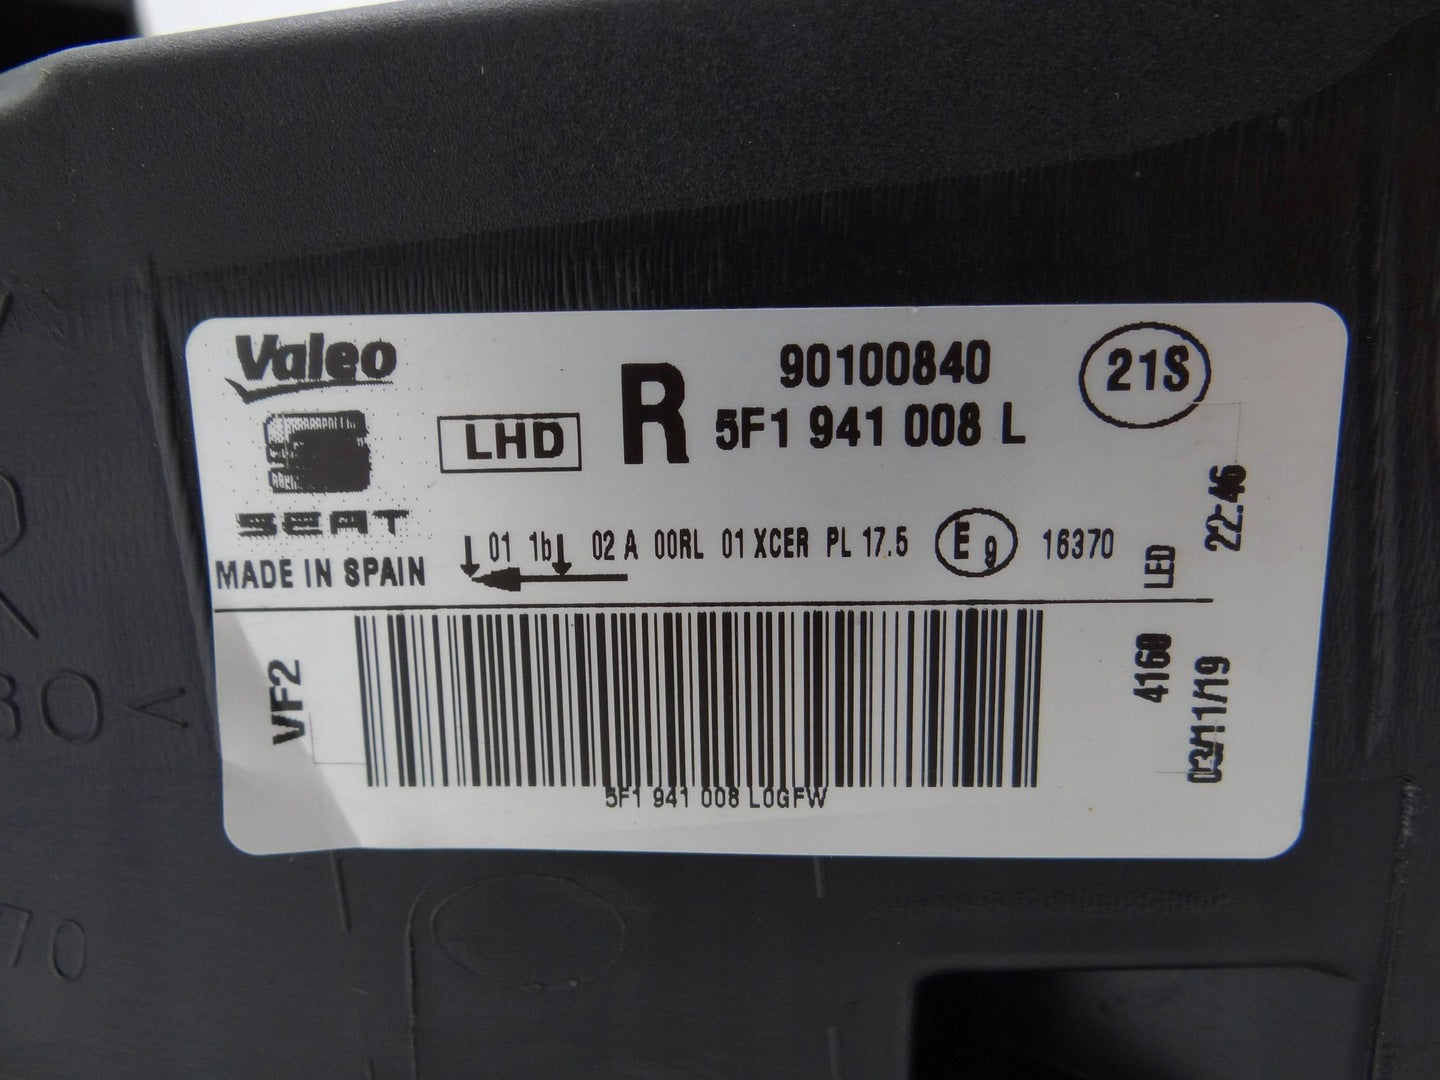 Valeo
SEAT
MADE IN SPAIN
LHD
R
90100840
5F1 941 008 L
21S
01 1b 02 A 00RL 01 XCER PL 17.5 E9 16370
LED
22:46
VF2
4160
03/11/19
5F1 941 008 L0GFW
70